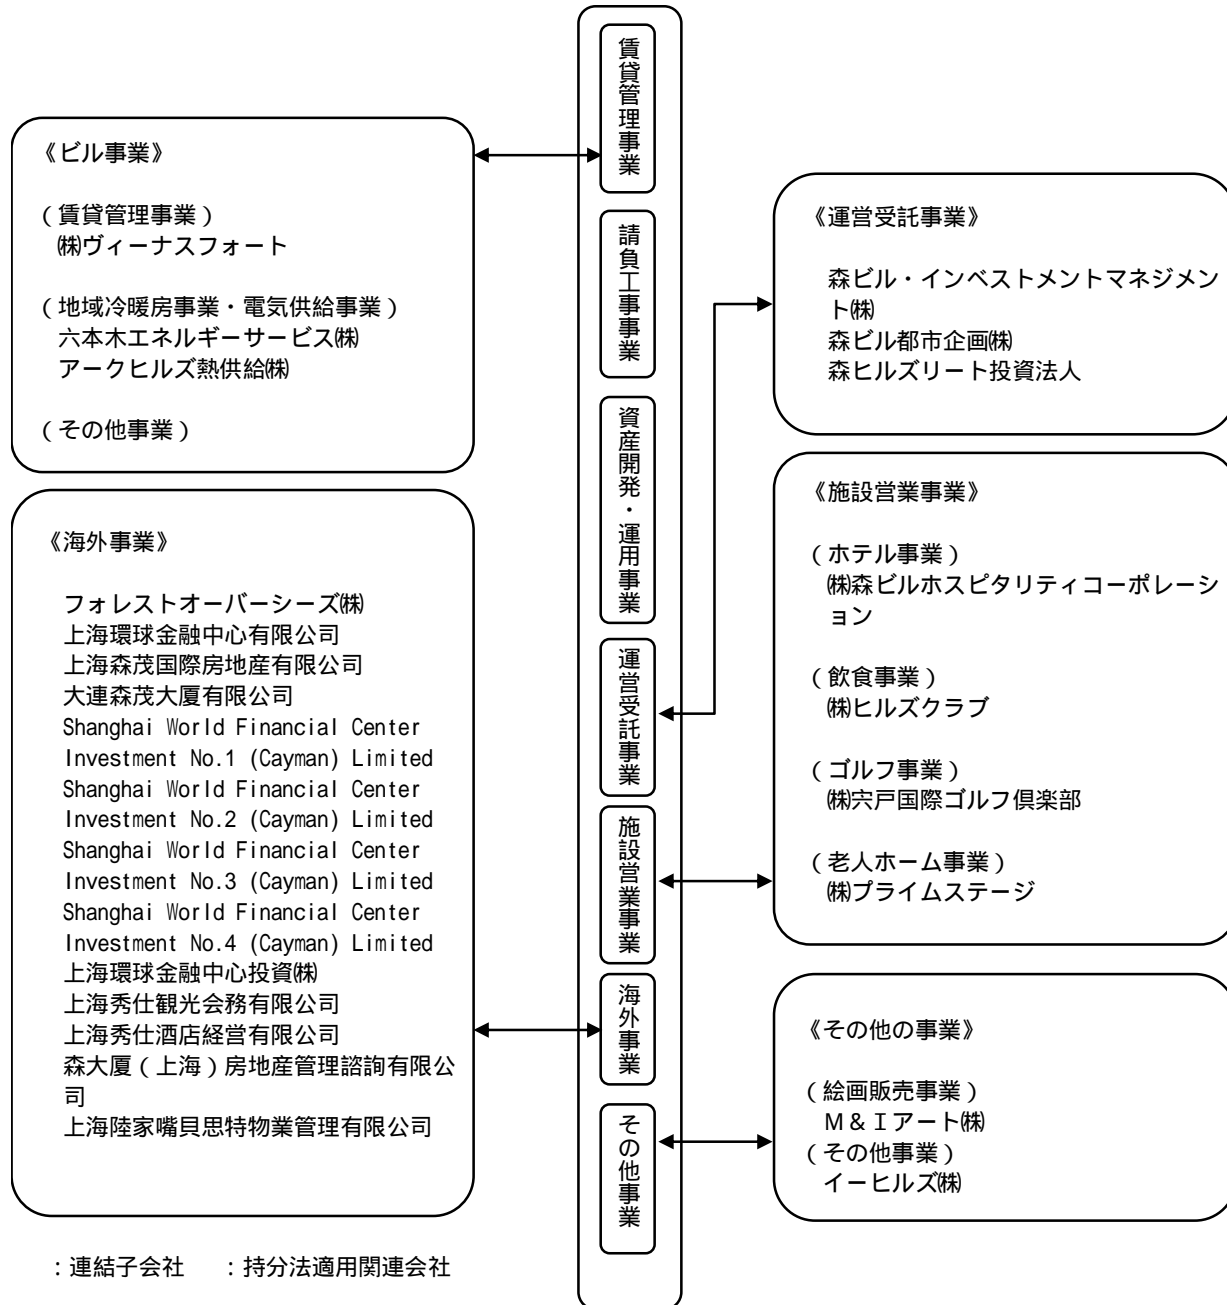 《ビル事業》
(賃貸管理事業)
㈱ヴィーナスフォート
(地域冷暖房事業・電気供給事業)
六本木エネルギーサービス㈱
アークヒルズ熱供給㈱
(その他事業)
《海外事業》
フォレストオーバーシーズ㈱
上海環球金融中心有限公司
上海森茂国際房地産有限公司
大連森茂大厦有限公司
Shanghai World Financial Center
Investment No.1 (Cayman) Limited
Shanghai World Financial Center
Investment No.2 (Cayman) Limited
Shanghai World Financial Center
Investment No.3 (Cayman) Limited
Shanghai World Financial Center
Investment No.4 (Cayman) Limited
上海環球金融中心投資㈱
上海秀仕観光会務有限公司
上海秀仕酒店経営有限公司
森大厦(上海)房地産管理諮詢有限公
司
上海陸家嘴貝思特物業管理有限公司
賃貸管理事業
請負工事事業
資産開発・運用事業
運営受託事業
施設営業事業
海外事業
その他事業
《運営受託事業》
森ビル・インベストメントマネジメン
ト㈱
森ビル都市企画㈱
森ヒルズリート投資法人
《施設営業事業》
(ホテル事業)
㈱森ビルホスピタリティコーポレーシ
ョン
(飲食事業)
㈱ヒルズクラブ
(ゴルフ事業)
㈱宍戸国際ゴルフ倶楽部
(老人ホーム事業)
㈱プライムステージ
《その他の事業》
(絵画販売事業)
M&Iアート㈱
(その他事業)
イーヒルズ㈱
:連結子会社 :持分法適用関連会社